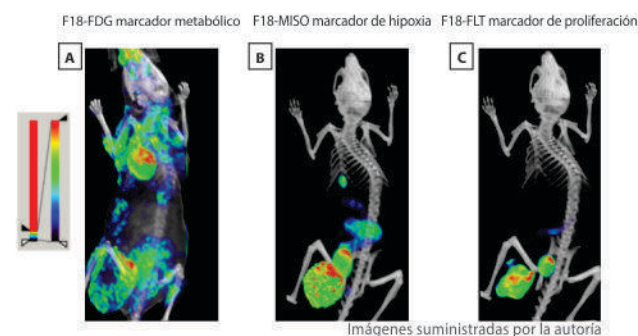 F18-FDG marcador metabólico
F18-MISO marcador de hipoxia
F18-FLT marcador de proliferación
A
B
C
Imágenes suministradas por la autoría